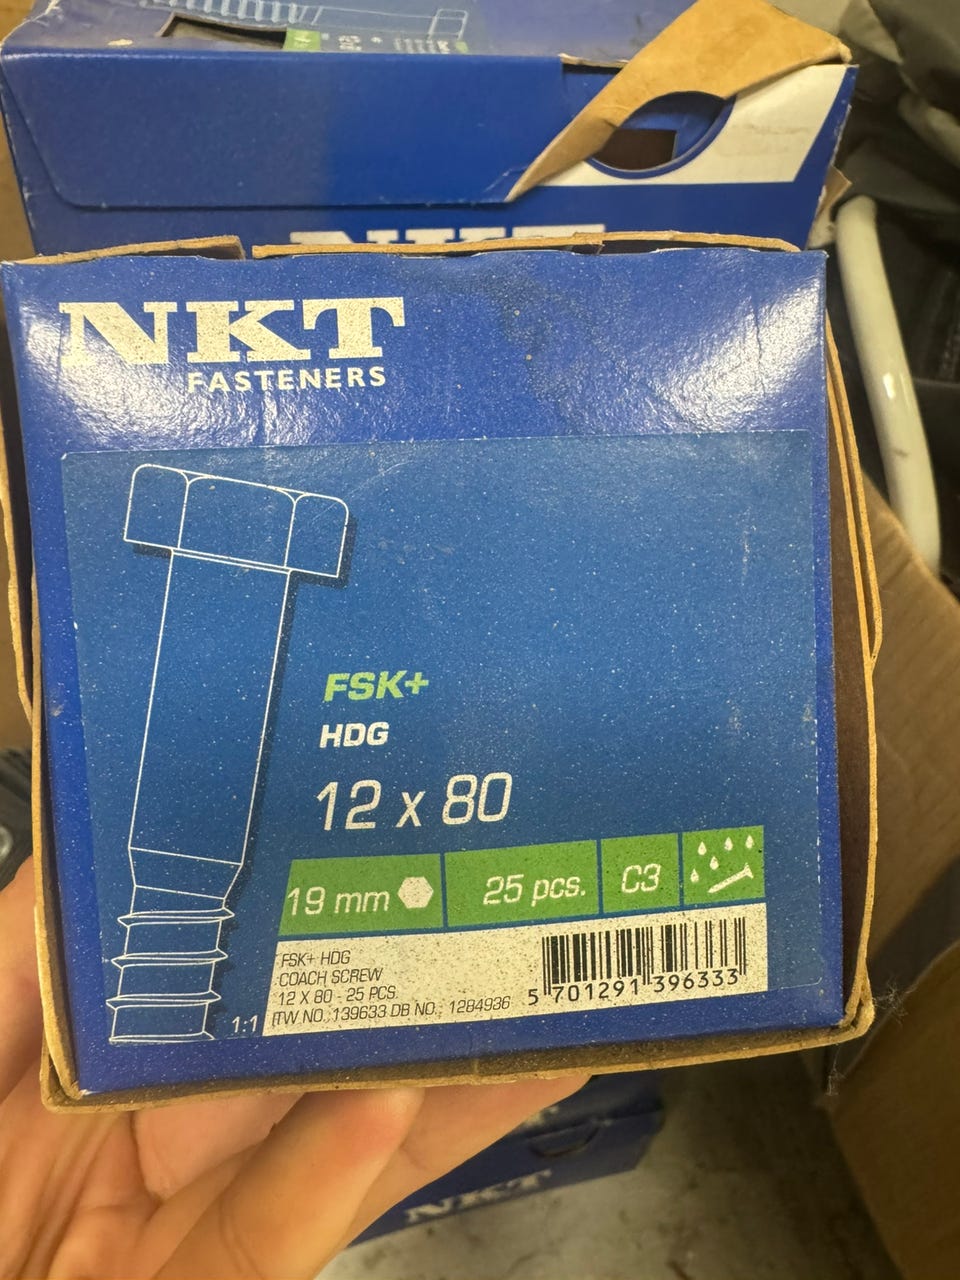 NKT
NKT
FASTENERS
FSK+
HDG
12 x 80
19 mm
25 pcs.
C3
FSK+ HDG
COACH SCREW
12 X 80 - 25 PCS.
ITW NO.:139633 DB NO.: 1284936
5 701291 396333
1:1
NKT